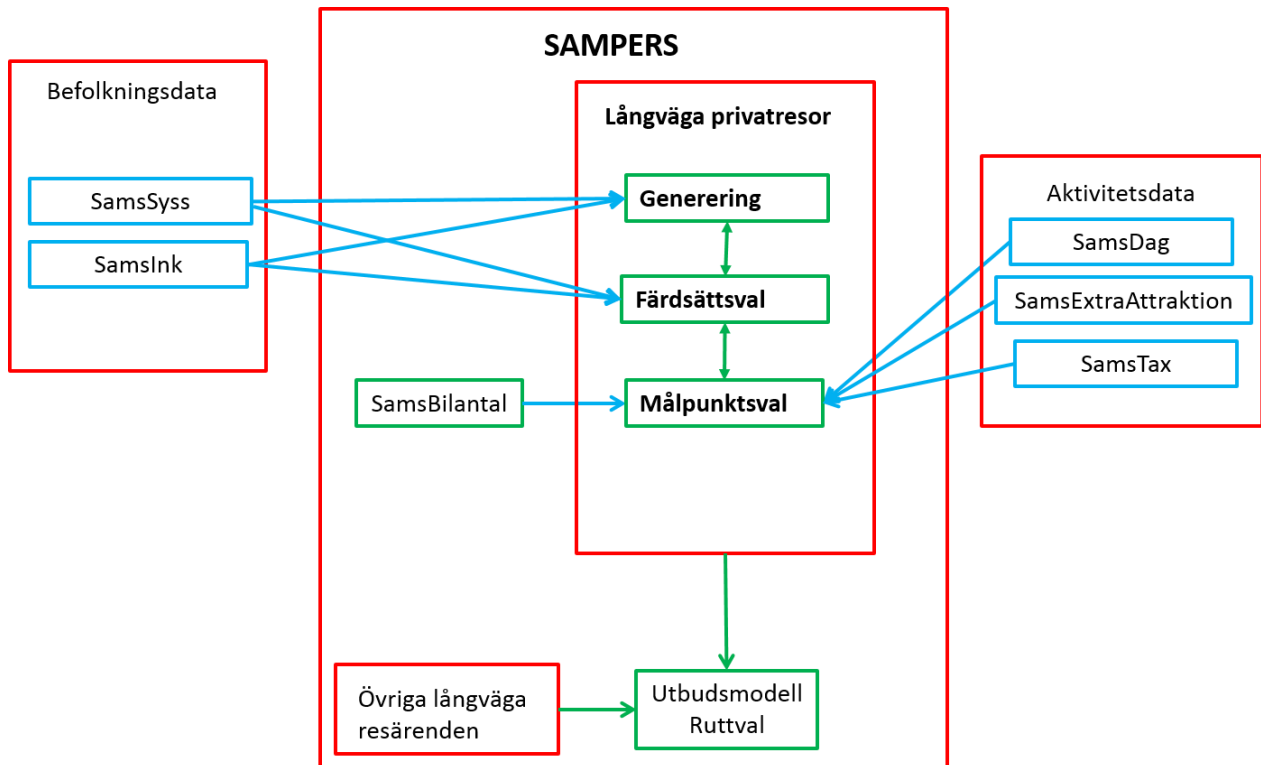 SAMPERS
Befolkningsdata
SamsSyss
SamsInk
Långväga privatresor
Generering
Färdsättsval
Målpunktsval
SamsBilantal
Aktivitetsdata
SamsDag
SamsExtraAttraktion
SamsTax
Övriga långväga
resärenden
Utbudsmodell
Ruttval